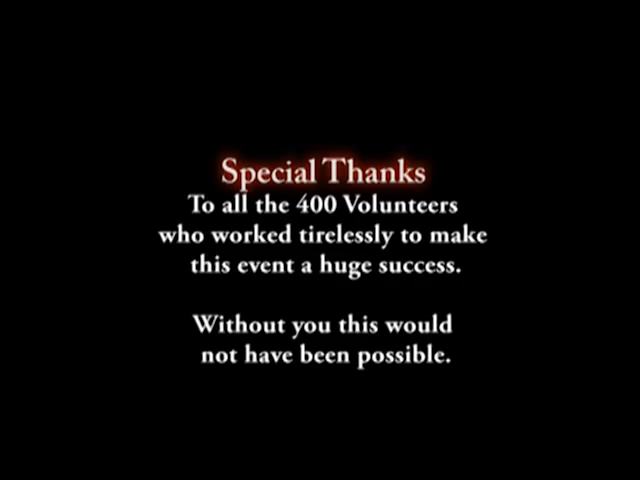 Special Thanks
To all the 400 Volunteers
who worked tirelessly to make
this event a huge success.
Without you this would
not have been possible.